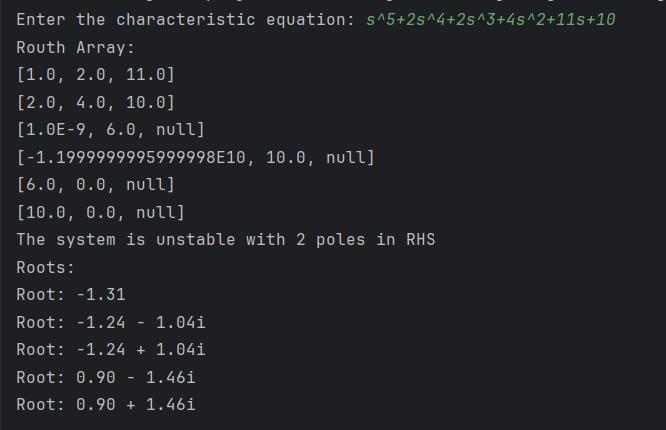 Enter the characteristic equation: s^5+2s^4+2s^3+4s^2+11s+10
Routh Array:
[1.0, 2.0, 11.0]
[2.0, 4.0, 10.0]
[1.0E-9, 6.0, null]
[-1.1999999995999998E10, 10.0, null]
[6.0, 0.0, null]
[10.0, 0.0, null]
The system is unstable with 2 poles in RHS
Roots:
Root: -1.31
Root: -1.24 - 1.04i
Root: -1.24 + 1.04i
Root: 0.90 - 1.46i
Root: 0.90 + 1.46i